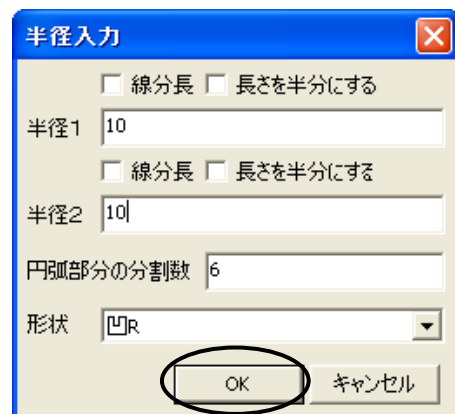 半径入力
線分長 長さを半分にする
半径1 10
線分長 長さを半分にする
半径2 10
円弧部分の分割数 6
形状 凹R
OK キャンセル